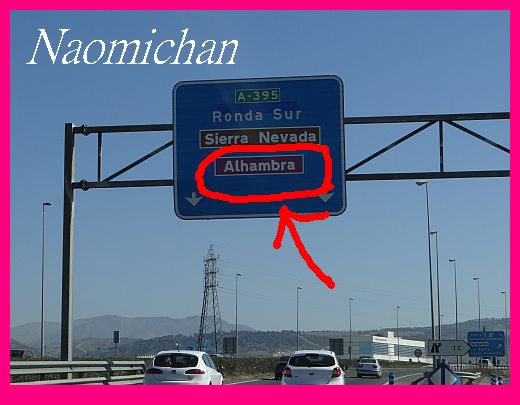 Naomichan
A-395
Ronda Sur
Sierra Nevada
Alhambra